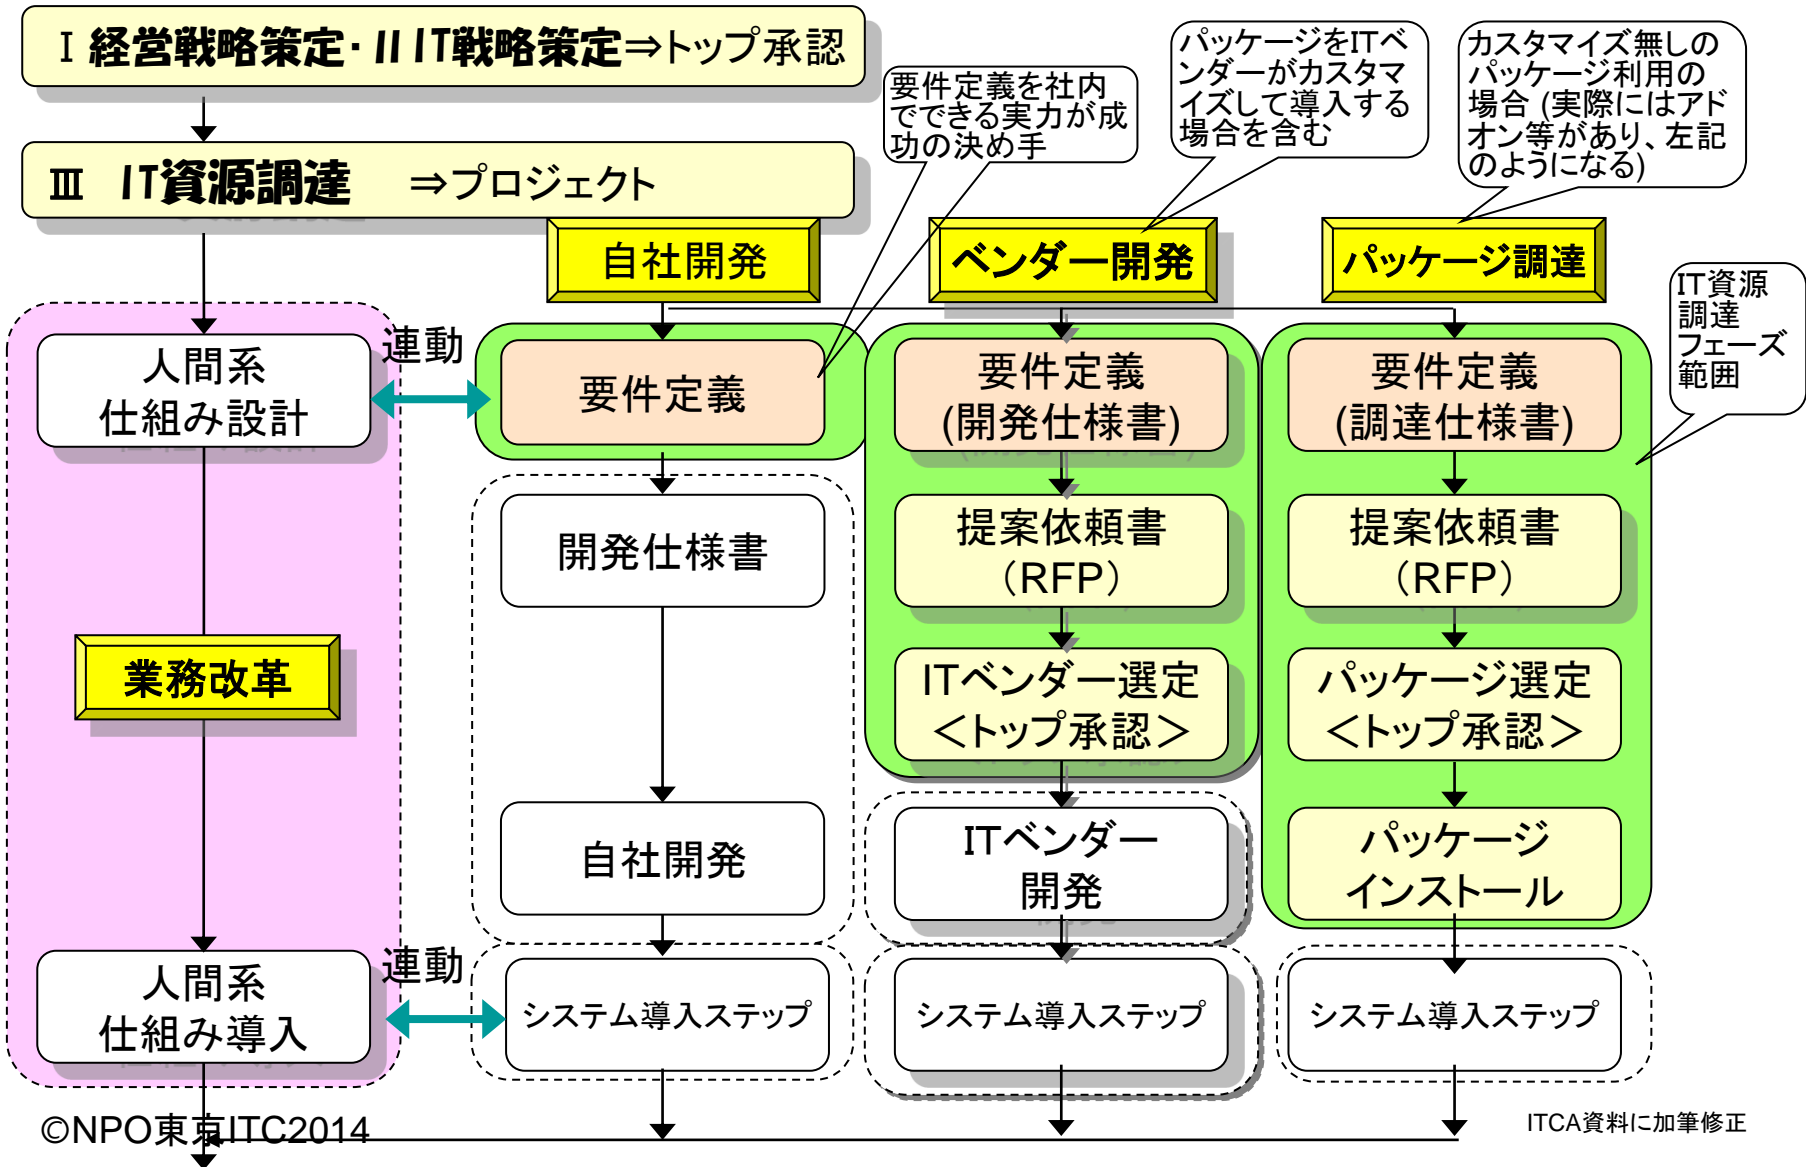 Ⅰ 経営戦略策定・ⅡIT戦略策定⇒トップ承認
要件定義を社内
でできる実力が成
功の決め手
パッケージをITベ
ンダーがカスタマ
イズして導入する
場合を含む
カスタマイズ無しの
パッケージ利用の
場合 (実際にはアド
オン等があり、左記
のようになる)
Ⅲ IT資源調達 ⇒プロジェクト
自社開発
ベンダー開発
パッケージ調達
IT資源
調達
フェーズ
範囲
人間系
仕組み設計
連動
要件定義
要件定義
(開発仕様書)
要件定義
(調達仕様書)
開発仕様書
提案依頼書
（RFP）
提案依頼書
（RFP）
業務改革
ITベンダー選定
＜トップ承認＞
パッケージ選定
＜トップ承認＞
自社開発
ITベンダー
開発
パッケージ
インストール
人間系
仕組み導入
連動
システム導入ステップ
システム導入ステップ
システム導入ステップ
©NPO東京ITC2014
ITCA資料に加筆修正